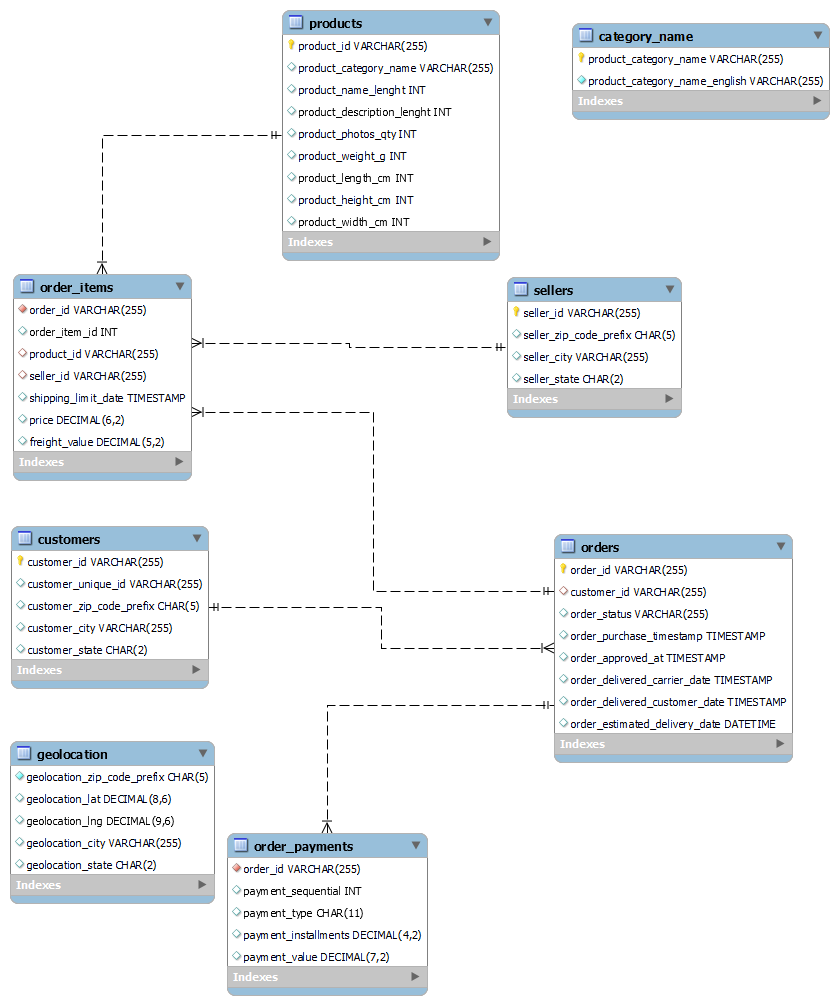 products
product_id VARCHAR(255)
product_category_name VARCHAR(255)
product_name_lenght INT
product_description_lenght INT
product_photos_qty INT
product_weight_g INT
product_length_cm INT
product_height_cm INT
product_width_cm INT
Indexes
category_name
product_category_name VARCHAR(255)
product_category_name_english VARCHAR(255)
Indexes
order_items
order_id VARCHAR(255)
order_item_id INT
product_id VARCHAR(255)
seller_id VARCHAR(255)
shipping_limit_date TIMESTAMP
price DECIMAL(6,2)
freight_value DECIMAL(5,2)
Indexes
sellers
seller_id VARCHAR(255)
seller_zip_code_prefix CHAR(5)
seller_city VARCHAR(255)
seller_state CHAR(2)
Indexes
customers
customer_id VARCHAR(255)
customer_unique_id VARCHAR(255)
customer_zip_code_prefix CHAR(5)
customer_city VARCHAR(255)
customer_state CHAR(2)
Indexes
orders
order_id VARCHAR(255)
customer_id VARCHAR(255)
order_status VARCHAR(255)
order_purchase_timestamp TIMESTAMP
order_approved_at TIMESTAMP
order_delivered_carrier_date TIMESTAMP
order_delivered_customer_date TIMESTAMP
order_estimated_delivery_date DATETIME
Indexes
geolocation
geolocation_zip_code_prefix CHAR(5)
geolocation_lat DECIMAL(8,6)
geolocation_lng DECIMAL(9,6)
geolocation_city VARCHAR(255)
geolocation_state CHAR(2)
Indexes
order_payments
order_id VARCHAR(255)
payment_sequential INT
payment_type CHAR(11)
payment_installments DECIMAL(4,2)
payment_value DECIMAL(7,2)
Indexes